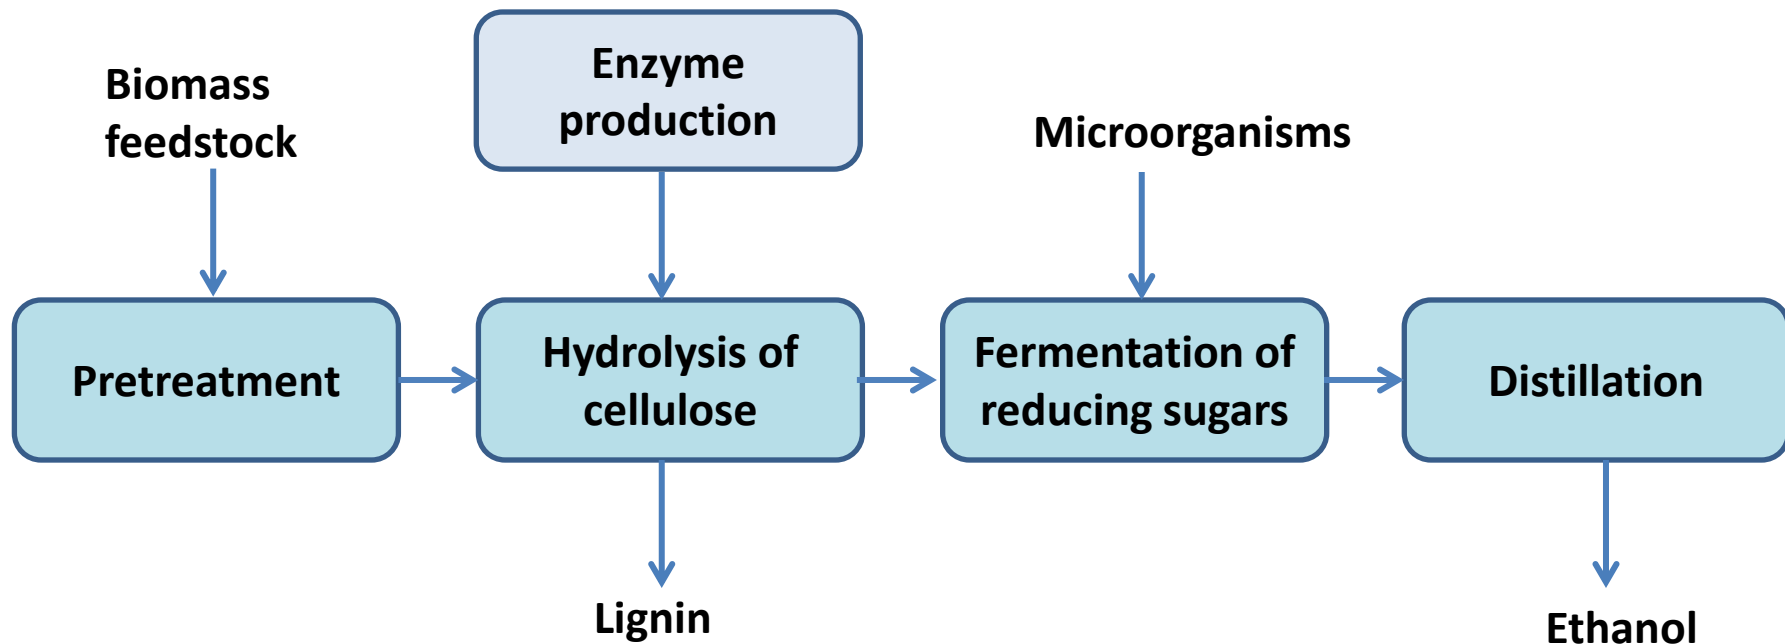 Biomass
feedstock
Enzyme
production
Microorganisms
Pretreatment
Hydrolysis of
cellulose
Fermentation of
reducing sugars
Distillation
Lignin
Ethanol